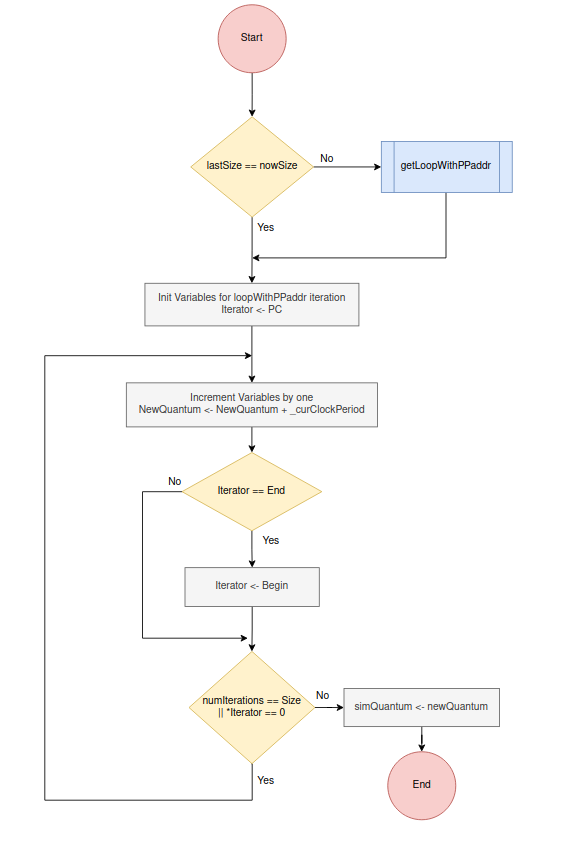 Start
lastSize == nowSize
No
getLoopWithPPaddr
Yes
Init Variables for loopWithPPaddr iteration
Iterator <- PC
Increment Variables by one
NewQuantum <- NewQuantum + _curClockPeriod
No
Iterator == End
Yes
Iterator <- Begin
numIterations == Size
|| *Iterator == 0
No
simQuantum <- newQuantum
Yes
End